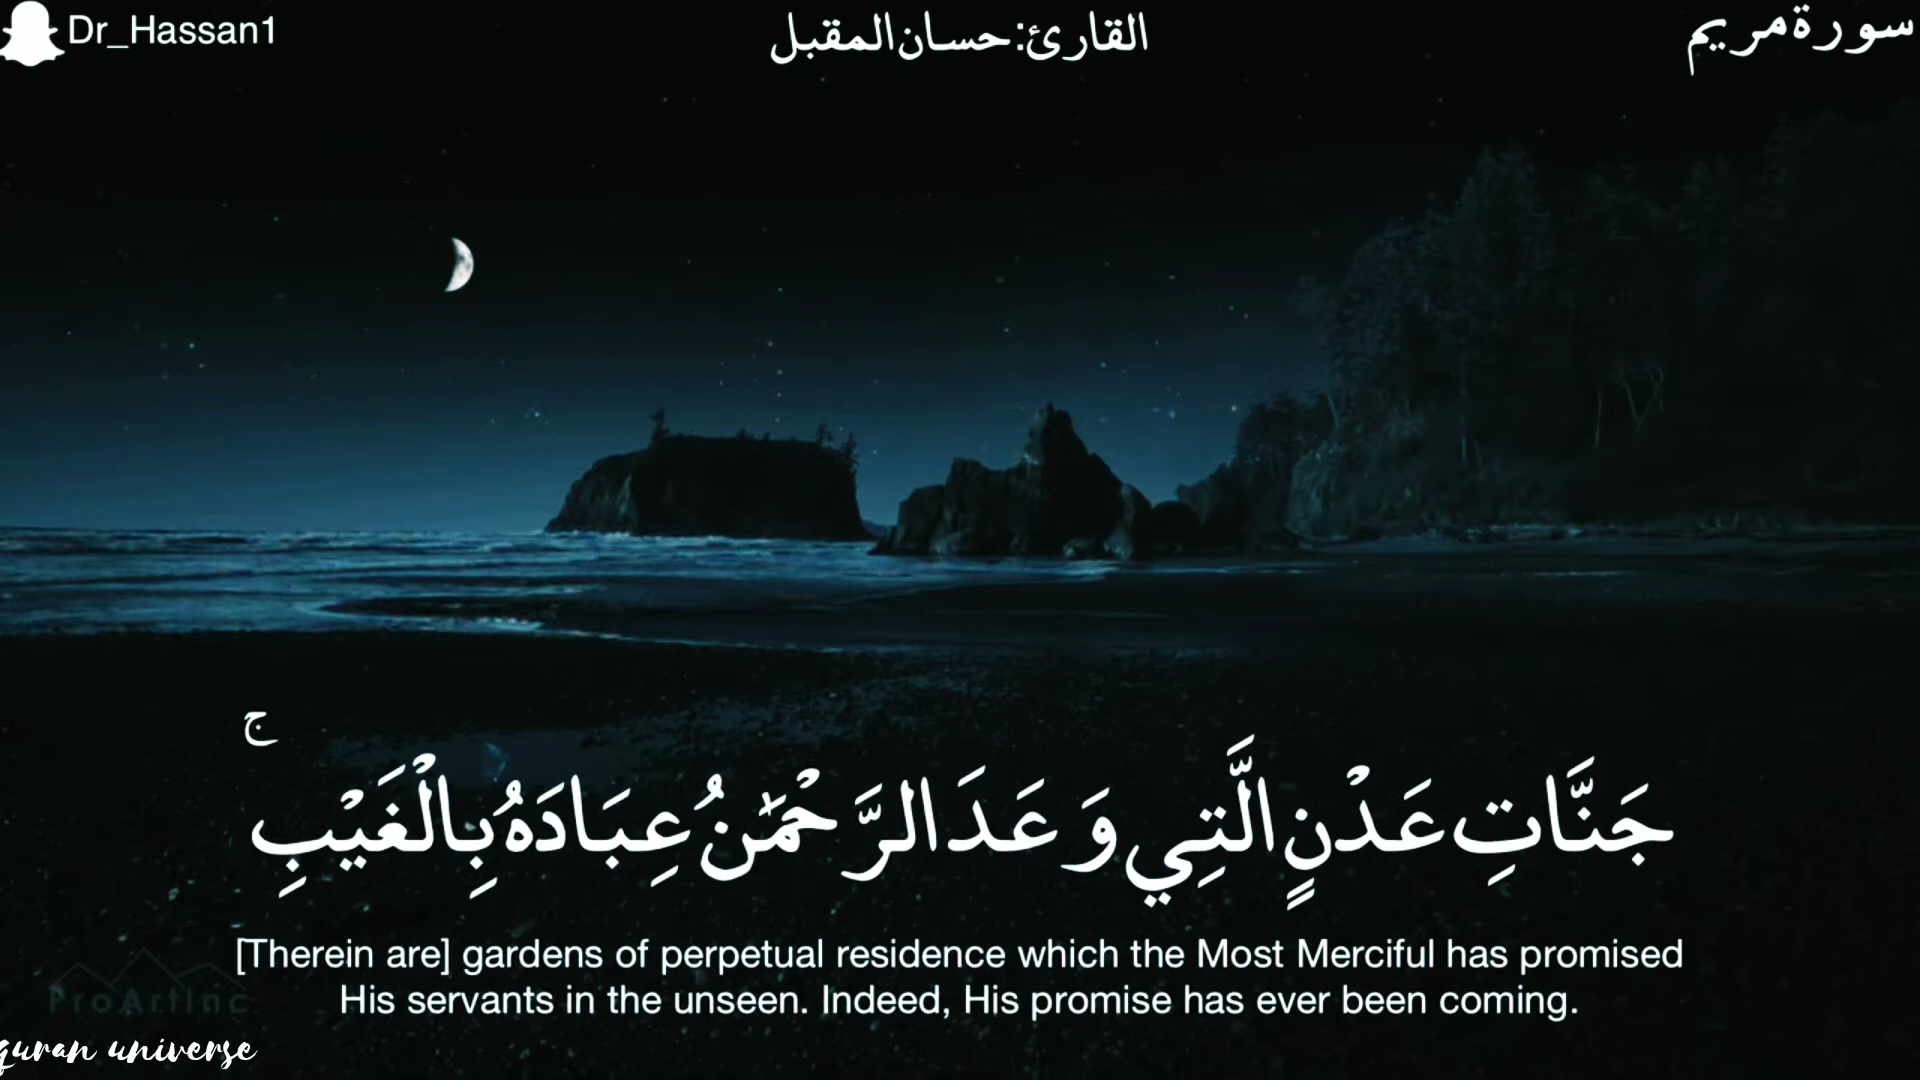 Dr_Hassan1
القارئ: حسان المقبل
سورة مريم
ج
جَنَّاتِ عَدْنٍ الَّتِي وَعَدَ الرَّحْمَٰنُ عِبَادَهُ بِالْغَيْبِ
[Therein are] gardens of perpetual residence which the Most Merciful has promised
His servants in the unseen. Indeed, His promise has ever been coming.
ProArtInc
quran universe